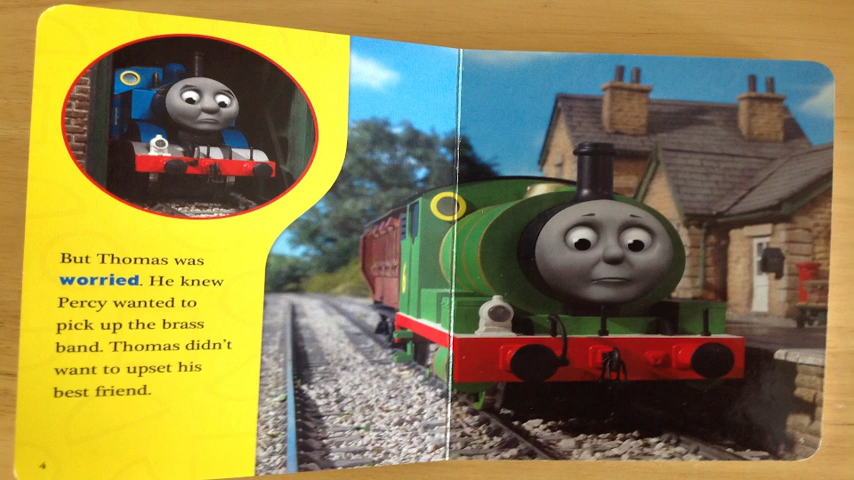 But Thomas was
worried. He knew
Percy wanted to
pick up the brass
band. Thomas didn't
want to upset his
best friend.
4